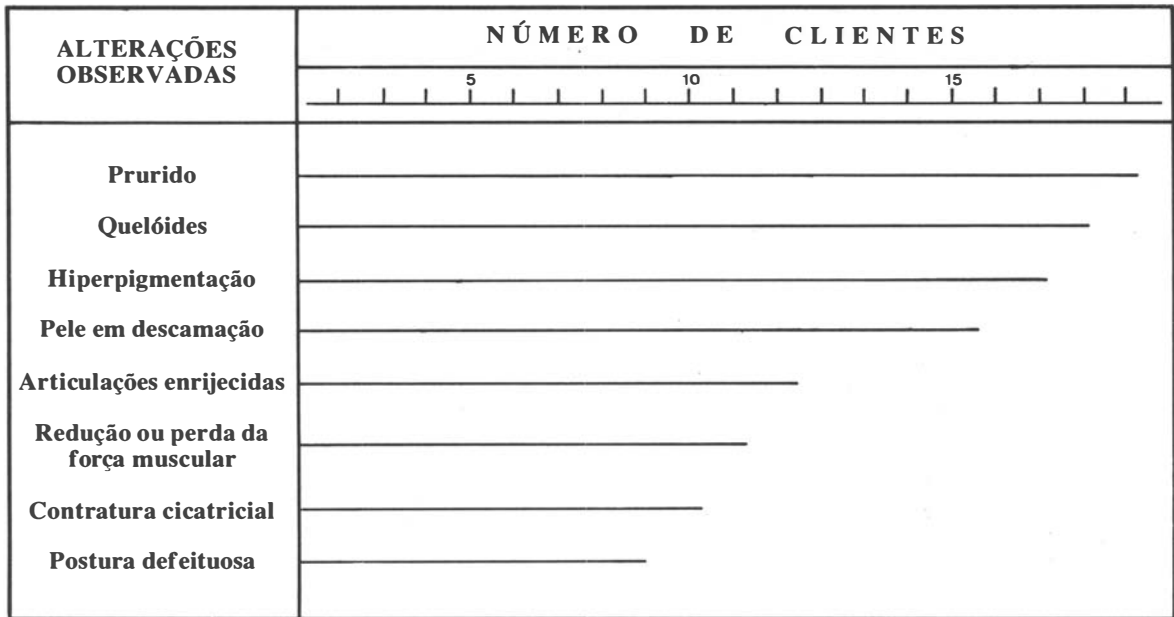 ALTERAÇÕES
OBSERVADAS
NÚMERO DE CLIENTES
5 10 15
Prurido
Quelóides
Hiperpigmentação
Pele em descamação
Articulações enrijecidas
Redução ou perda da
força muscular
Contratura cicatricial
Postura defeituosa